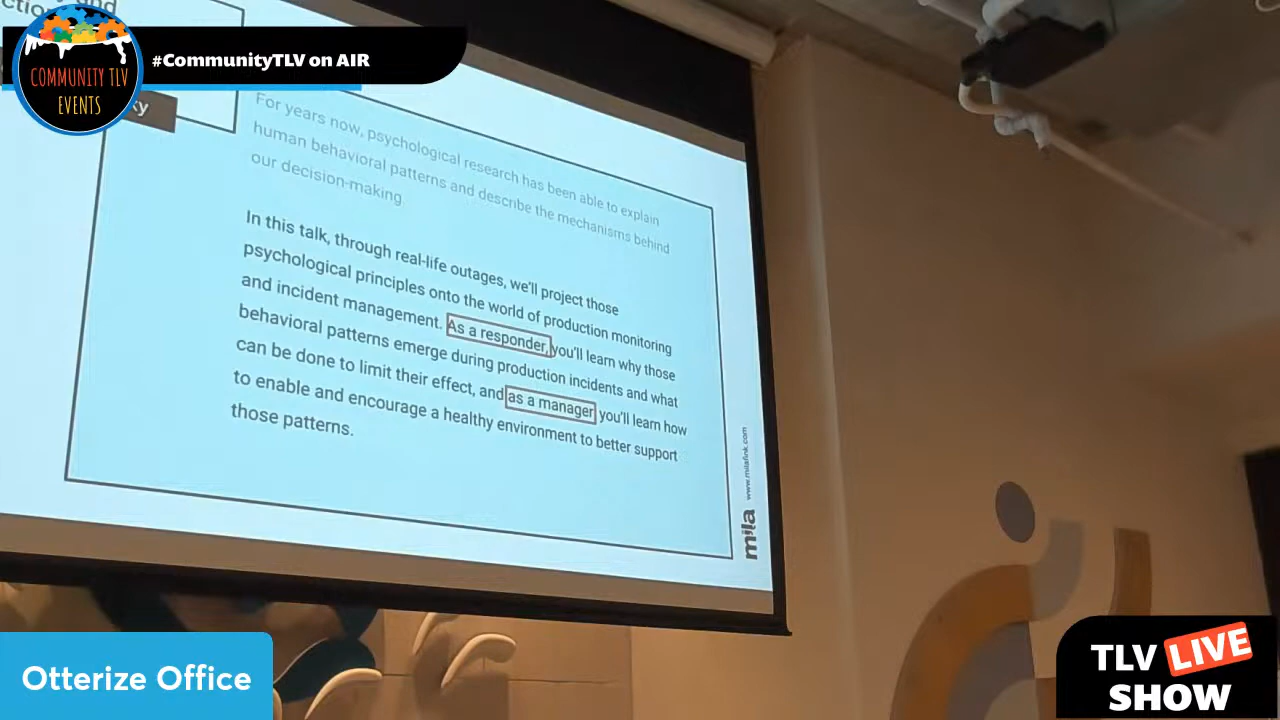 #CommunityTLV on AIR
COMMUNITY TLV
EVENTS
For years now, psychological research has been able to explain
human behavioral patterns and describe the mechanisms behind
our decision-making
In this talk, through real-life outages, we'll project those
psychological principles onto the world of production monitoring
and incident management. As a responder, you'll learn why those
behavioral patterns emerge during production incidents and what
can be done to limit their effect, and as a manager you'll learn how
to enable and encourage a healthy environment to better support
those patterns.
mila www.milafink.com
Otterize Office
TLV LIVE
SHOW